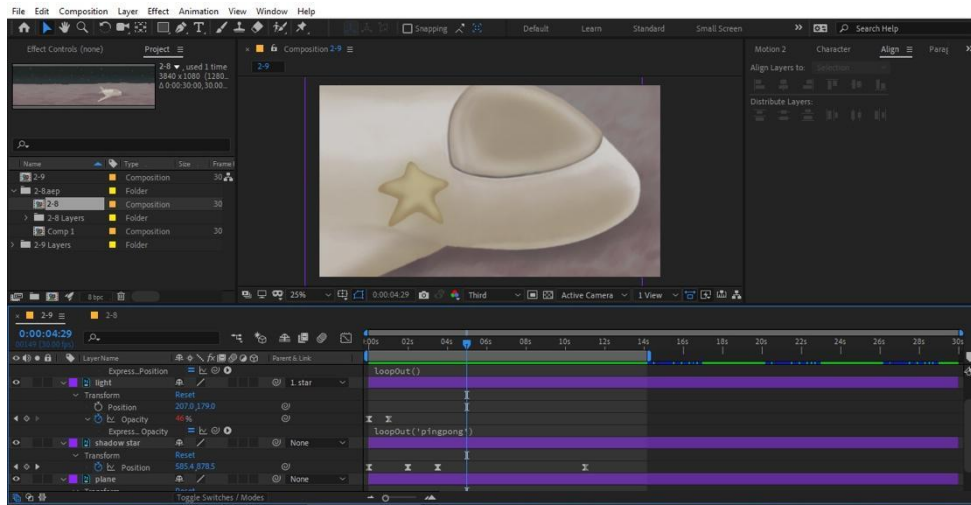 File Edit Composition Layer Effect Animation View Window Help
Snapping Default Learn Standard Small Screen >> Search Help
Effect Controls (none) Project ≡
2-8 ▼, used 1 time
3840 x 1080 (1280...
Δ 0:00:30:00, 30.00...
Composition 2-9 ≡
2-9
Motion 2 Character Align ≡ Para
Align Layers to: Selection
Distribute Layers:
Name Type Size Frame
2-9 Composition 30
2-8.aep Folder
2-8 Composition 30
2-8 Layers Folder
Comp 1 Composition 30
2-9 Layers Folder
8 bpc
25% 0:00:04:29 Third Active Camera 1 View
2-9 ≡ 2-8
0:00:04:29
00149 (30.00 fps)
:00s 02s 04s 06s 08s 10s 12s 14s 16s 18s 20s 22s 24s 26s 28s 30s
Layer Name Parent & Link
Express...Position loopOut()
light 1. star
Transform Reset
Position 207.0,179.0
Opacity 46 %
Express... Opacity loopOut('pingpong')
shadow star None
Transform Reset
Position 585.4,878.5
plane None
Toggle Switches / Modes